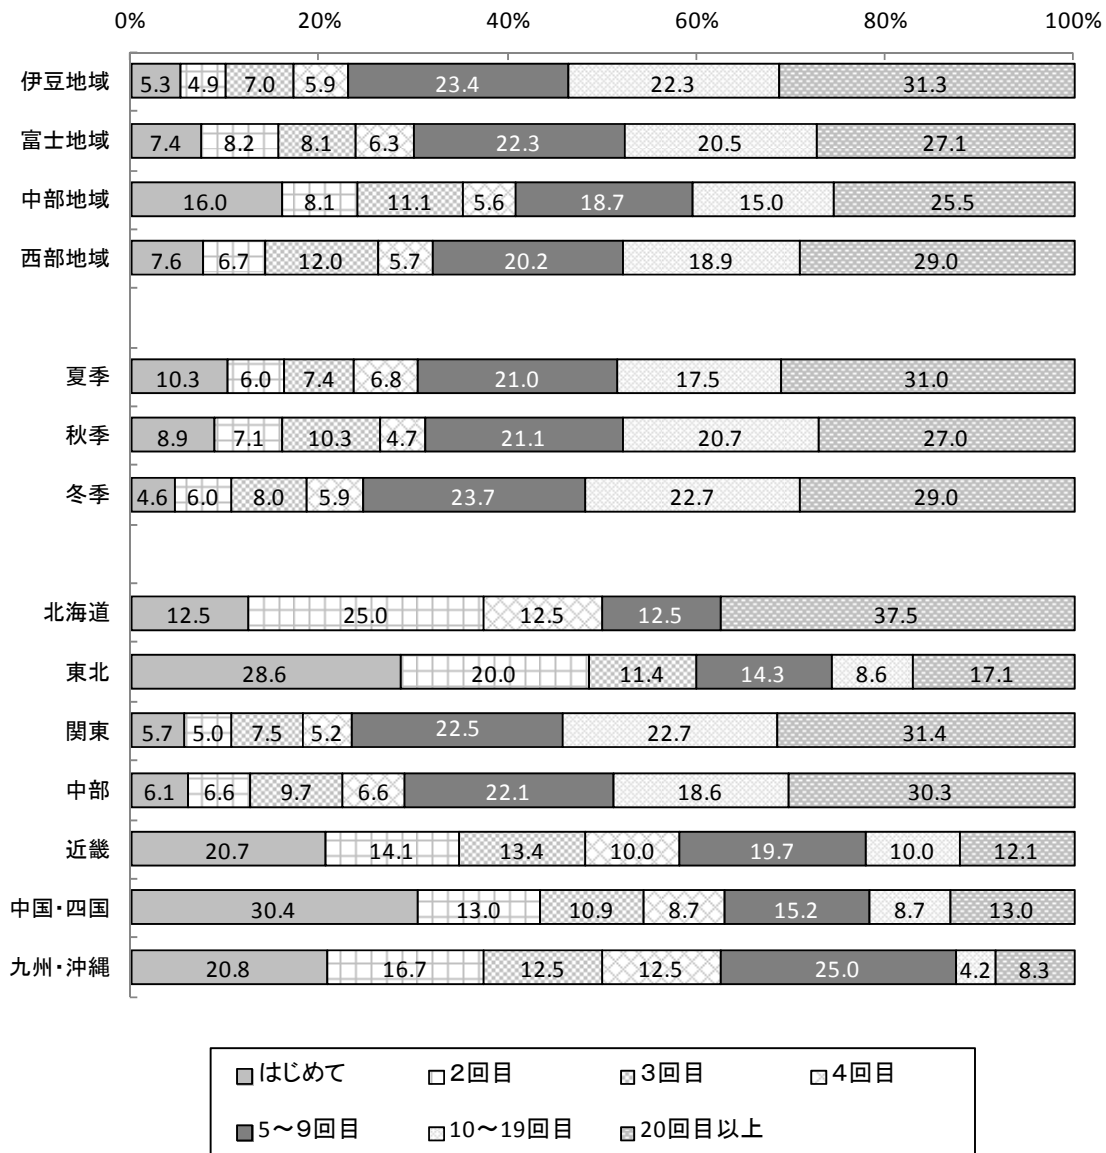 0% 20% 40% 60% 80% 100%
伊豆地域 5.3 4.9 7.0 5.9 23.4 22.3 31.3
富士地域 7.4 8.2 8.1 6.3 22.3 20.5 27.1
中部地域 16.0 8.1 11.1 5.6 18.7 15.0 25.5
西部地域 7.6 6.7 12.0 5.7 20.2 18.9 29.0
夏季 10.3 6.0 7.4 6.8 21.0 17.5 31.0
秋季 8.9 7.1 10.3 4.7 21.1 20.7 27.0
冬季 4.6 6.0 8.0 5.9 23.7 22.7 29.0
北海道 12.5 25.0 12.5 12.5 37.5
東北 28.6 20.0 11.4 14.3 8.6 17.1
関東 5.7 5.0 7.5 5.2 22.5 22.7 31.4
中部 6.1 6.6 9.7 6.6 22.1 18.6 30.3
近畿 20.7 14.1 13.4 10.0 19.7 10.0 12.1
中国・四国 30.4 13.0 10.9 8.7 15.2 8.7 13.0
九州・沖縄 20.8 16.7 12.5 12.5 25.0 4.2 8.3
はじめて 2回目 3回目 4回目
5～9回目 10～19回目 20回目以上